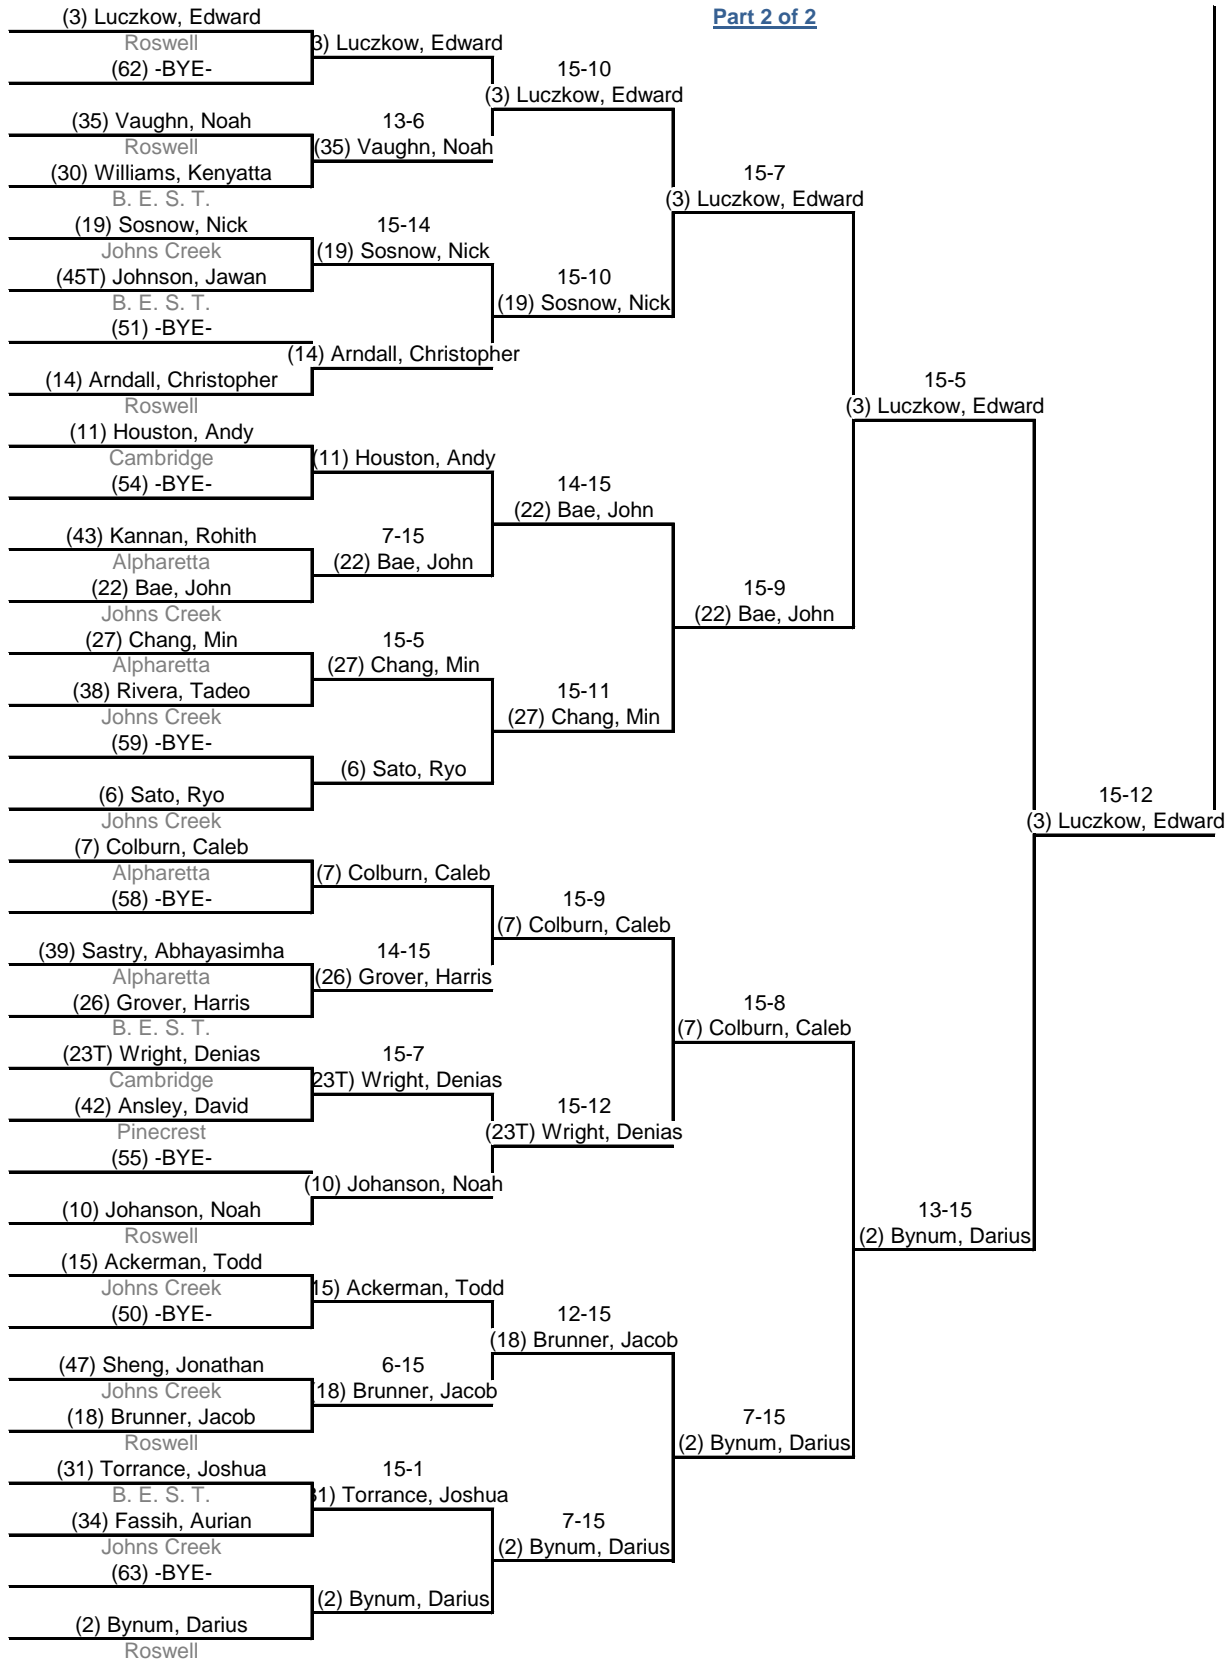 Part 2 of 2
(3) Luczkow, Edward
Roswell
(62) -BYE-
(35) Vaughn, Noah
Roswell
(30) Williams, Kenyatta
B. E. S. T.
(19) Sosnow, Nick
Johns Creek
(45T) Johnson, Jawan
B. E. S. T.
(51) -BYE-
(14) Arndall, Christopher
Roswell
(11) Houston, Andy
Cambridge
(54) -BYE-
(43) Kannan, Rohith
Alpharetta
(22) Bae, John
Johns Creek
(27) Chang, Min
Alpharetta
(38) Rivera, Tadeo
Johns Creek
(59) -BYE-
(6) Sato, Ryo
Johns Creek
(7) Colburn, Caleb
Alpharetta
(58) -BYE-
(39) Sastry, Abhayasimha
Alpharetta
(26) Grover, Harris
B. E. S. T.
(23T) Wright, Denias
Cambridge
(42) Ansley, David
Pinecrest
(55) -BYE-
(10) Johanson, Noah
Roswell
(15) Ackerman, Todd
Johns Creek
(50) -BYE-
(47) Sheng, Jonathan
Johns Creek
(18) Brunner, Jacob
Roswell
(31) Torrance, Joshua
B. E. S. T.
(34) Fassih, Aurian
Johns Creek
(63) -BYE-
(2) Bynum, Darius
Roswell
3) Luczkow, Edward
13-6
(35) Vaughn, Noah
15-14
(19) Sosnow, Nick
(14) Arndall, Christopher
(11) Houston, Andy
7-15
(22) Bae, John
15-5
(27) Chang, Min
(6) Sato, Ryo
(7) Colburn, Caleb
14-15
(26) Grover, Harris
15-7
23T) Wright, Denias
(10) Johanson, Noah
15) Ackerman, Todd
6-15
(18) Brunner, Jacob
15-1
31) Torrance, Joshua
(2) Bynum, Darius
15-10
(3) Luczkow, Edward
15-10
(19) Sosnow, Nick
14-15
(22) Bae, John
15-11
(27) Chang, Min
15-9
(7) Colburn, Caleb
15-12
(23T) Wright, Denias
12-15
(18) Brunner, Jacob
7-15
(2) Bynum, Darius
15-7
(3) Luczkow, Edward
15-9
(22) Bae, John
15-8
(7) Colburn, Caleb
7-15
(2) Bynum, Darius
15-5
(3) Luczkow, Edward
13-15
(2) Bynum, Darius
15-12
(3) Luczkow, Edward